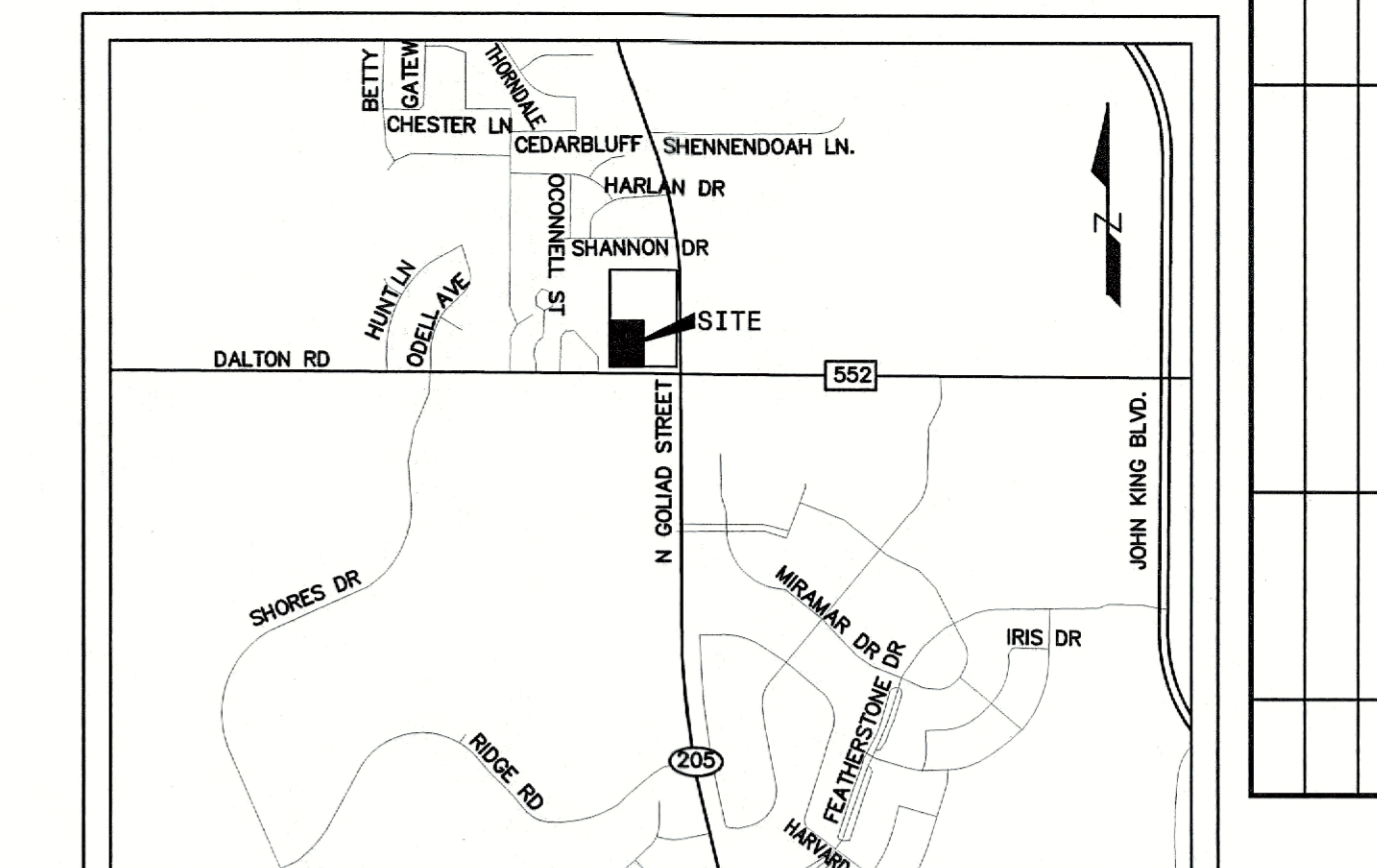 BETTY
GATEW
THORNDALE
CHESTER LN
CEDARBLUFF
SHENNENDOAH LN.
HARLAN DR
OCONNELL ST
SHANNON DR
N
HUNT LN
ODELL AVE
SITE
DALTON RD
552
N GOLIAD STREET
JOHN KING BLVD.
SHORES DR
MIRAMAR DR
IRIS DR
FEATHERSTONE DR
RIDGE RD
205
HARVARD